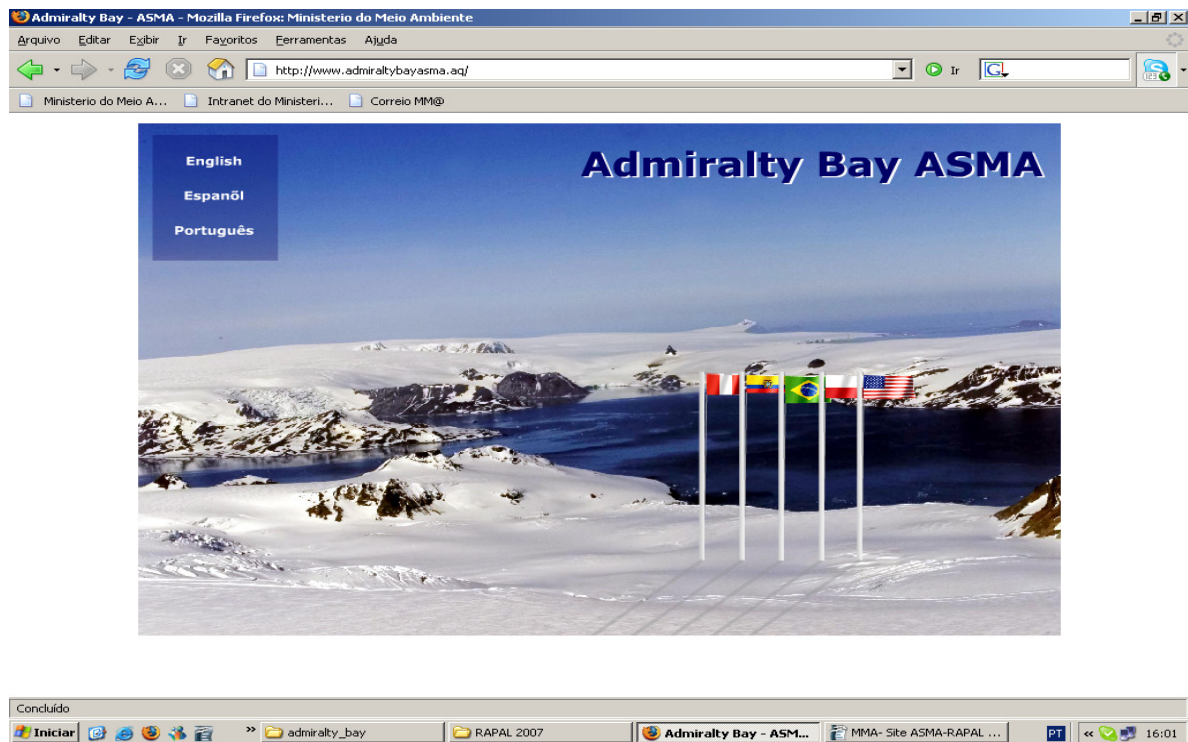 Admiralty Bay - ASMA - Mozilla Firefox: Ministerio do Meio Ambiente
Arquivo Editar Exibir Ir Favoritos Ferramentas Ajuda
http://www.admiraltybayasma.aq/ Ir G
Ministerio do Meio A... Intranet do Ministeri... Correio MM@
English
Espanõl
Português
Admiralty Bay ASMA
Concluído
Iniciar » admiralty_bay RAPAL 2007 Admiralty Bay - ASM... MMA- Site ASMA-RAPAL ... PT « 16:01